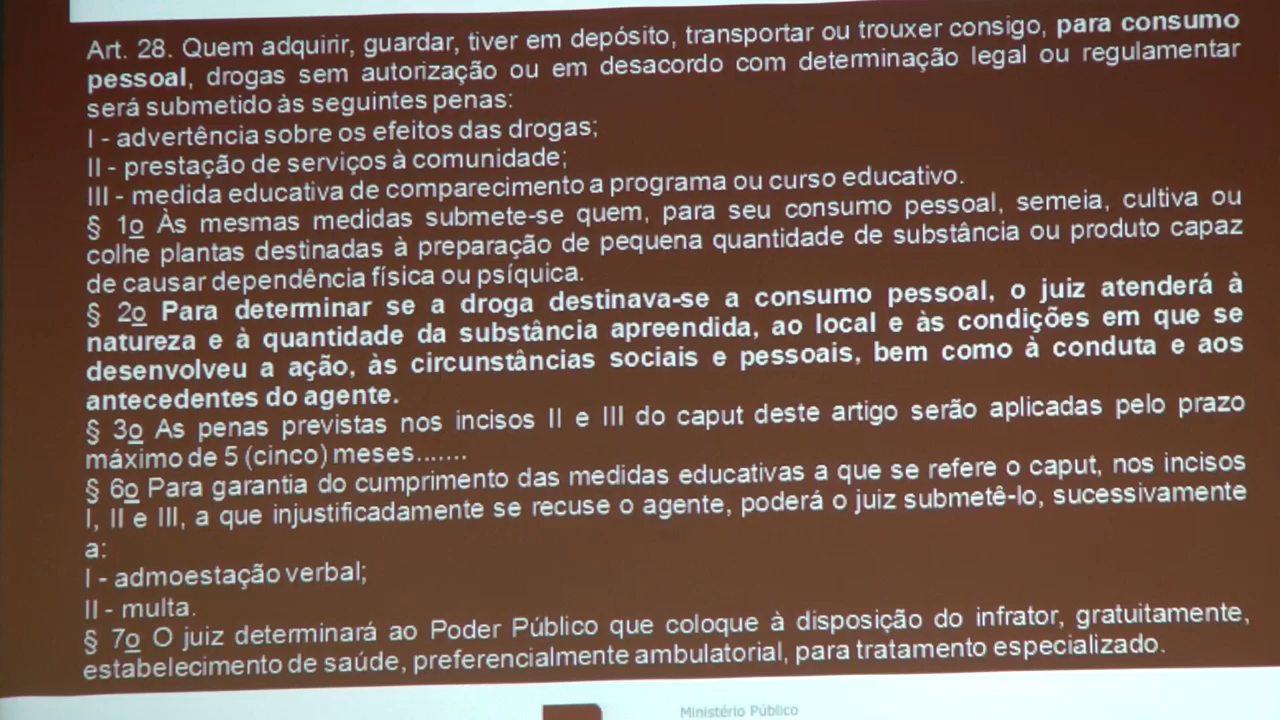 Art. 28. Quem adquirir, guardar, tiver em depósito, transportar ou trouxer consigo, para consumo
pessoal, drogas sem autorização ou em desacordo com determinação legal ou regulamentar
será submetido às seguintes penas:
I - advertência sobre os efeitos das drogas;
II - prestação de serviços à comunidade;
III - medida educativa de comparecimento a programa ou curso educativo.
§ 1o Às mesmas medidas submete-se quem, para seu consumo pessoal, semeia, cultiva ou
colhe plantas destinadas à preparação de pequena quantidade de substância ou produto capaz
de causar dependência física ou psíquica.
§ 2o Para determinar se a droga destinava-se a consumo pessoal, o juiz atenderá à
natureza e à quantidade da substância apreendida, ao local e às condições em que se
desenvolveu a ação, às circunstâncias sociais e pessoais, bem como à conduta e aos
antecedentes do agente.
§ 3o As penas previstas nos incisos II e III do caput deste artigo serão aplicadas pelo prazo
máximo de 5 (cinco) meses.......
§ 6o Para garantia do cumprimento das medidas educativas a que se refere o caput, nos incisos
I, II e III, a que injustificadamente se recuse o agente, poderá o juiz submetê-lo, sucessivamente
a:
I - admoestação verbal;
II - multa.
§ 7o O juiz determinará ao Poder Público que coloque à disposição do infrator, gratuitamente,
estabelecimento de saúde, preferencialmente ambulatorial, para tratamento especializado.
Ministério Público